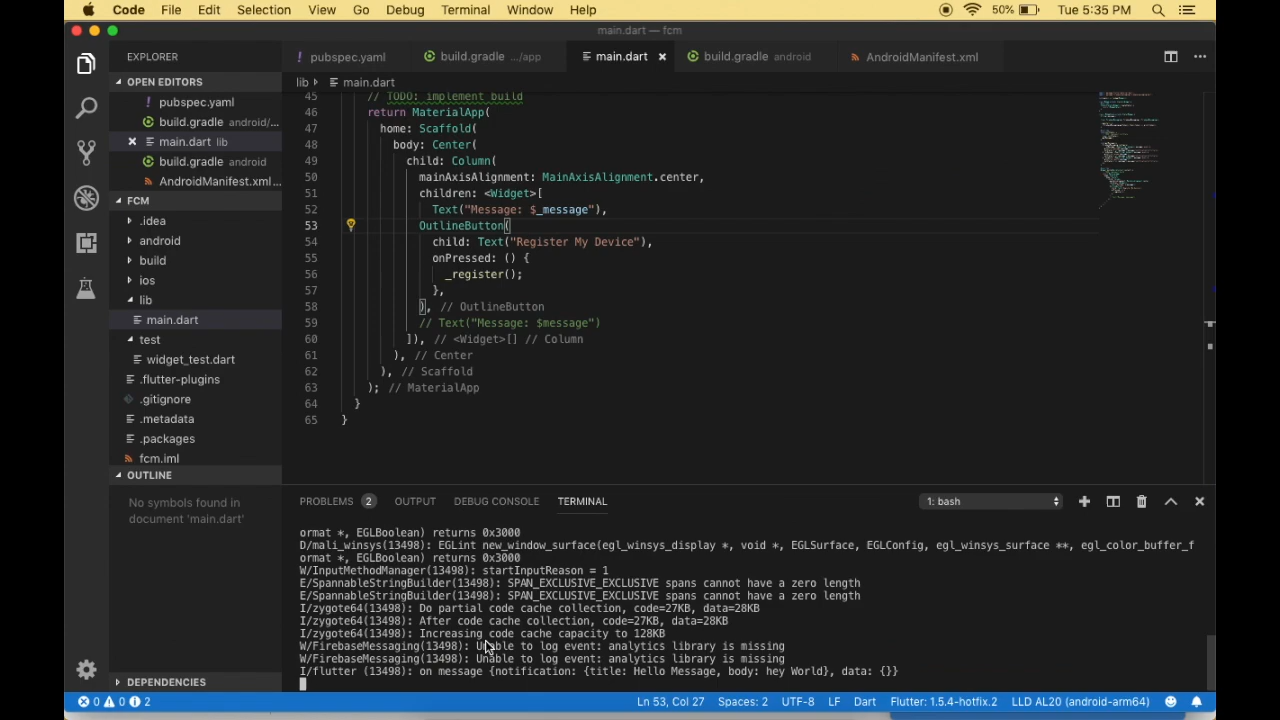 Code File Edit Selection View Go Debug Terminal Window Help 50% Tue 5:35 PM
main.dart — fcm
EXPLORER
! pubspec.yaml
build.gradle .../app
main.dart
build.gradle android
AndroidManifest.xml
OPEN EDITORS
! pubspec.yaml
build.gradle android/...
main.dart lib
build.gradle android
AndroidManifest.xml...
FCM
.idea
android
build
ios
lib
main.dart
test
widget_test.dart
.flutter-plugins
.gitignore
.metadata
.packages
fcm.iml
OUTLINE
No symbols found in
document 'main.dart'
DEPENDENCIES
lib main.dart
45 // TODO: implement build
46 return MaterialApp(
47 home: Scaffold(
48 body: Center(
49 child: Column(
50 mainAxisAlignment: MainAxisAlignment.center,
51 children: <Widget>[
52 Text("Message: $_message"),
53 OutlineButton(
54 child: Text("Register My Device"),
55 onPressed: () {
56 _register();
57 },
58 ), // OutlineButton
59 // Text("Message: $message")
60 ]), // <Widget>[] // Column
61 ), // Center
62 ), // Scaffold
63 ); // MaterialApp
64 }
65 }
PROBLEMS 2 OUTPUT DEBUG CONSOLE TERMINAL 1: bash
ormat *, EGLBoolean) returns 0x3000
D/mali_winsys(13498): EGLint new_window_surface(egl_winsys_display *, void *, EGLSurface, EGLConfig, egl_winsys_surface **, egl_color_buffer_f
ormat *, EGLBoolean) returns 0x3000
W/InputMethodManager(13498): startInputReason = 1
E/SpannableStringBuilder(13498): SPAN_EXCLUSIVE_EXCLUSIVE spans cannot have a zero length
E/SpannableStringBuilder(13498): SPAN_EXCLUSIVE_EXCLUSIVE spans cannot have a zero length
I/zygote64(13498): Do partial code cache collection, code=27KB, data=28KB
I/zygote64(13498): After code cache collection, code=27KB, data=28KB
I/zygote64(13498): Increasing code cache capacity to 128KB
W/FirebaseMessaging(13498): Unable to log event: analytics library is missing
W/FirebaseMessaging(13498): Unable to log event: analytics library is missing
I/flutter (13498): on message {notification: {title: Hello Message, body: hey World}, data: {}}
0 0 2 Ln 53, Col 27 Spaces: 2 UTF-8 LF Dart Flutter: 1.5.4-hotfix.2 LLD AL20 (android-arm64)